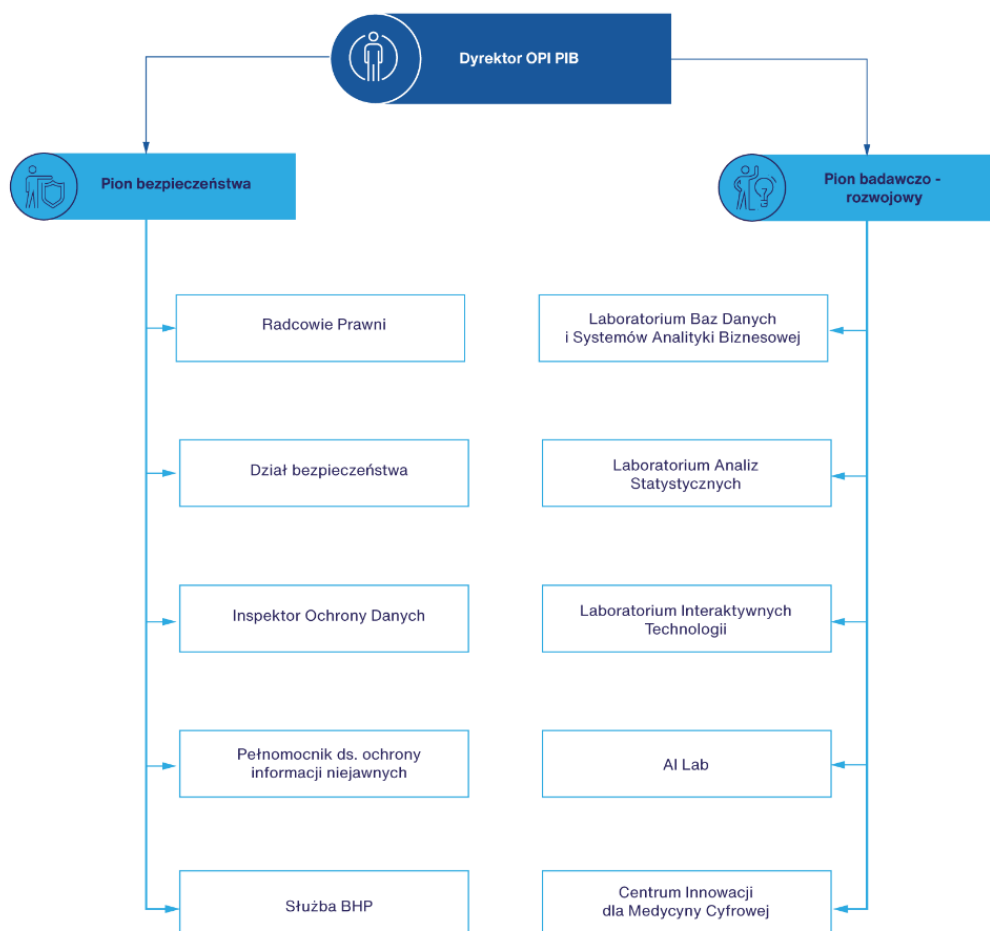 Dyrektor OPI PIB
Pion bezpieczeństwa
Pion badawczo -
rozwojowy
Radcowie Prawni
Laboratorium Baz Danych
i Systemów Analityki Biznesowej
Dział bezpieczeństwa
Laboratorium Analiz
Statystycznych
Inspektor Ochrony Danych
Laboratorium Interaktywnych
Technologii
Pełnomocnik ds. ochrony
informacji niejawnych
AI Lab
Służba BHP
Centrum Innowacji
dla Medycyny Cyfrowej